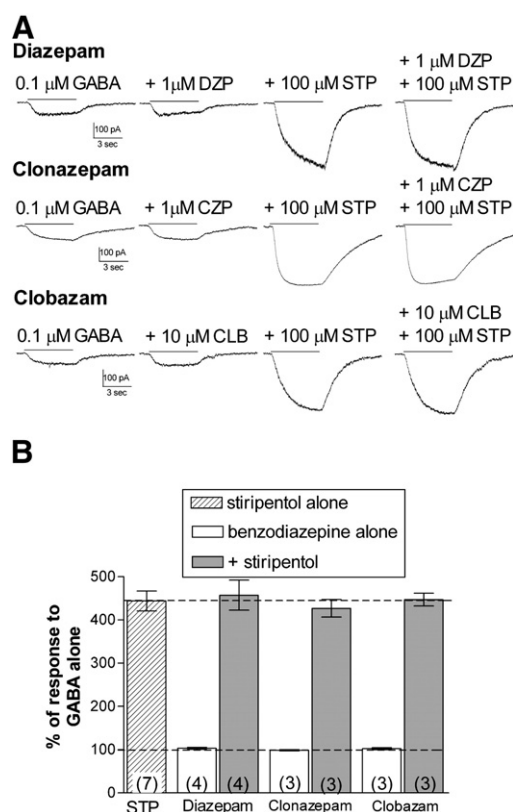 A
Diazepam
+ 1 μM DZP
0.1 μM GABA + 1μM DZP + 100 μM STP + 100 μM STP
100 pA
3 sec
Clonazepam
+ 1 μM CZP
0.1 μM GABA + 1μM CZP + 100 μM STP + 100 μM STP
100 pA
3 sec
Clobazam
+ 10 μM CLB
0.1 μM GABA + 10 μM CLB + 100 μM STP + 100 μM STP
100 pA
3 sec
B
stiripentol alone
benzodiazepine alone
+ stiripentol
% of response to
GABA alone
500
400
300
200
100
0
(7) (4) (4) (3) (3) (3) (3)
STP Diazepam Clonazepam Clobazam